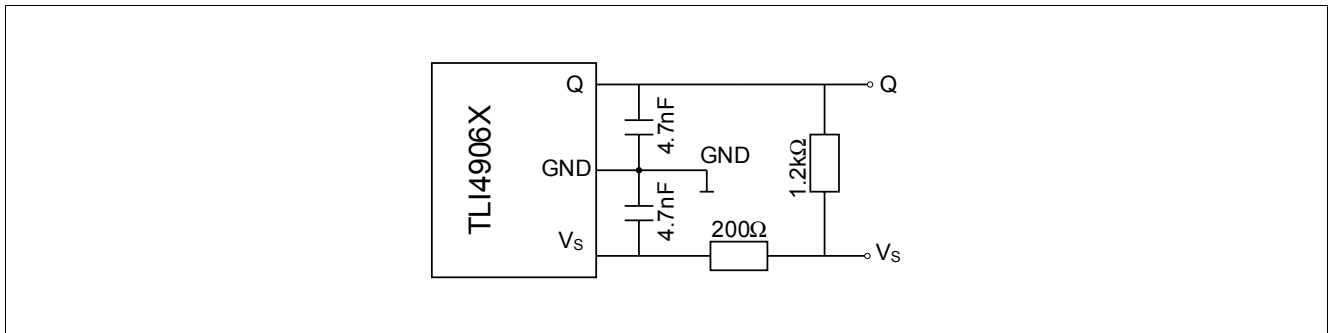 TLI4906X
Q
4.7nF
Q
GND
GND
1.2kΩ
4.7nF
200Ω
VS
VS